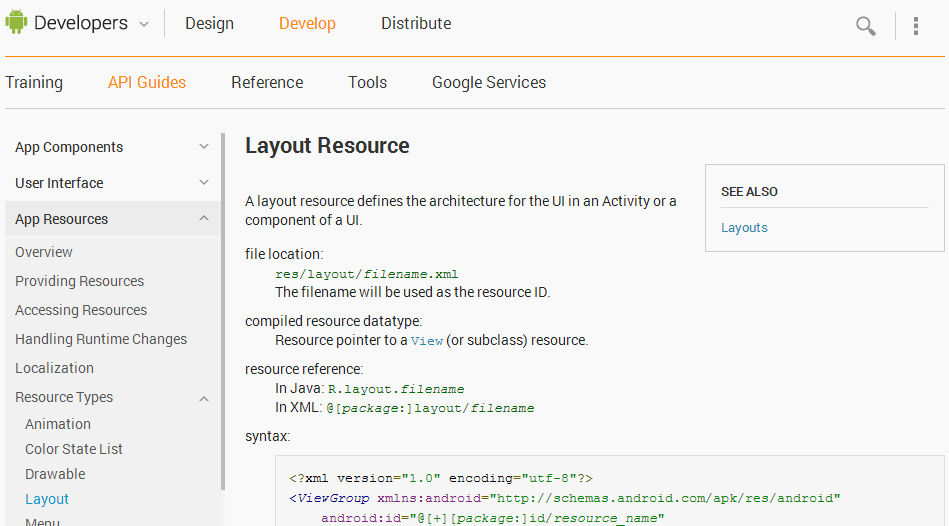 Developers Design Develop Distribute
Training API Guides Reference Tools Google Services
App Components
User Interface
App Resources
Overview
Providing Resources
Accessing Resources
Handling Runtime Changes
Localization
Resource Types
Animation
Color State List
Drawable
Layout
Menu
Layout Resource
A layout resource defines the architecture for the UI in an Activity or a
component of a UI.
file location:
res/layout/filename.xml
The filename will be used as the resource ID.
compiled resource datatype:
Resource pointer to a View (or subclass) resource.
resource reference:
In Java: R.layout.filename
In XML: @[package:]layout/filename
syntax:
<?xml version="1.0" encoding="utf-8"?>
<ViewGroup xmlns:android="http://schemas.android.com/apk/res/android"
android:id="@[+][package:]id/resource_name"
SEE ALSO
Layouts